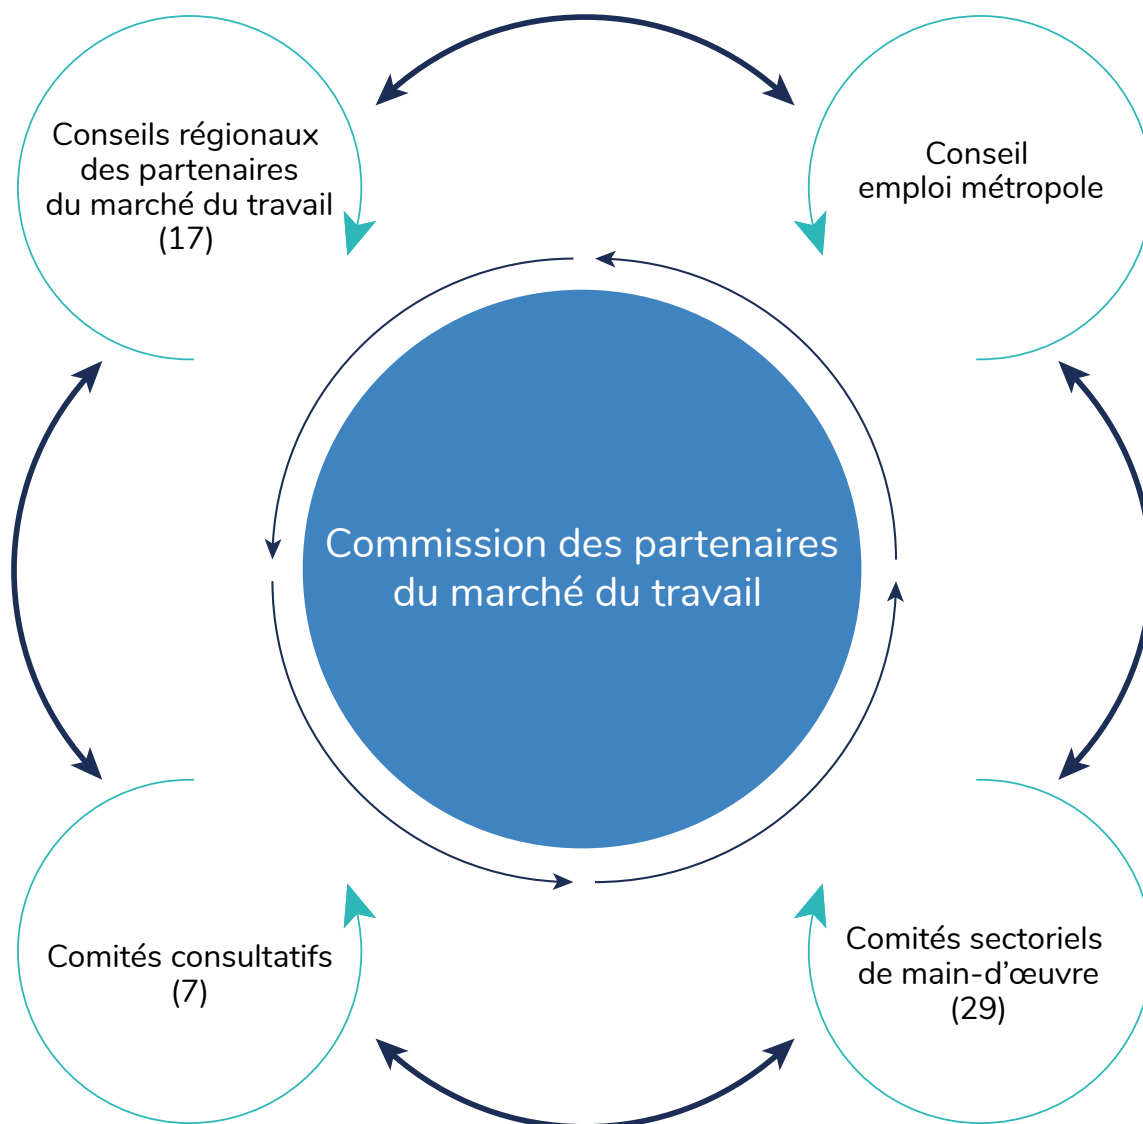 Conseils régionaux
des partenaires
du marché du travail
(17)
Conseil
emploi métropole
Commission des partenaires
du marché du travail
Comités consultatifs
(7)
Comités sectoriels
de main-d’œuvre
(29)